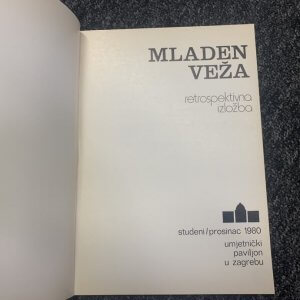 MLADEN
VEŽA
retrospektivna
izložba
studeni/prosinac 1980
umjetnički
paviljon
u zagrebu